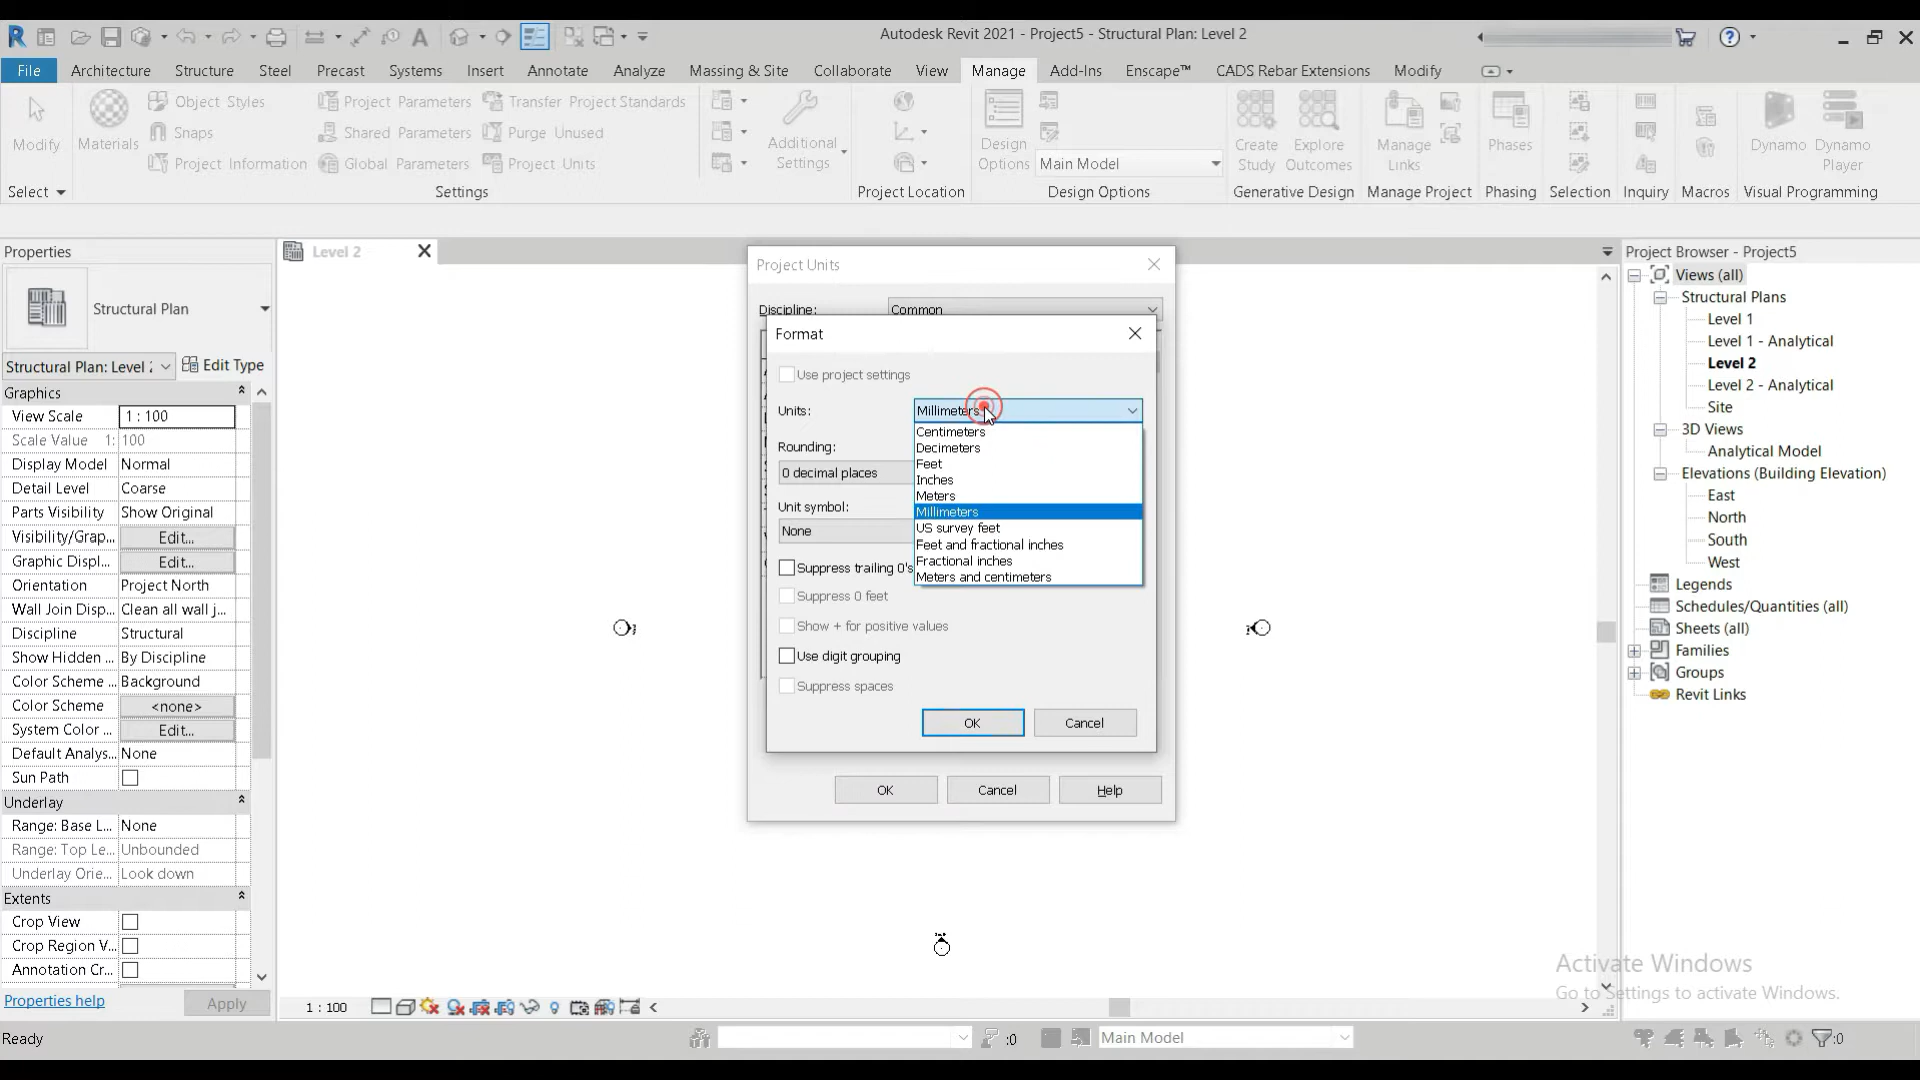 Autodesk Revit 2021 - Project5 - Structural Plan: Level 2
File Architecture Structure Steel Precast Systems Insert Annotate Analyze Massing & Site Collaborate View Manage Add-Ins Enscape™ CADS Rebar Extensions Modify
Modify
Materials
Object Styles
Snaps
Project Information
Project Parameters
Shared Parameters
Global Parameters
Transfer Project Standards
Purge Unused
Project Units
Additional Settings
Design Options
Main Model
Create Study
Explore Outcomes
Manage Links
Phases
Dynamo
Dynamo Player
Select
Settings
Project Location
Design Options
Generative Design
Manage Project
Phasing
Selection
Inquiry
Macros
Visual Programming
Properties
Structural Plan
Structural Plan: Level 2
Edit Type
Graphics
View Scale 1 : 100
Scale Value 1: 100
Display Model Normal
Detail Level Coarse
Parts Visibility Show Original
Visibility/Grap... Edit...
Graphic Displ... Edit...
Orientation Project North
Wall Join Disp... Clean all wall j...
Discipline Structural
Show Hidden ... By Discipline
Color Scheme ... Background
Color Scheme <none>
System Color ... Edit...
Default Analys... None
Sun Path
Underlay
Range: Base L... None
Range: Top Le... Unbounded
Underlay Orie... Look down
Extents
Crop View
Crop Region V...
Annotation Cr...
Properties help
Apply
Level 2
Project Units
Discipline: Common
Format
Use project settings
Units: Millimeters
Centimeters
Decimeters
Feet
Inches
Meters
Millimeters
US survey feet
Feet and fractional inches
Fractional inches
Meters and centimeters
Rounding:
0 decimal places
Unit symbol:
None
Suppress trailing 0's
Suppress 0 feet
Show + for positive values
Use digit grouping
Suppress spaces
OK Cancel
OK Cancel Help
Project Browser - Project5
Views (all)
Structural Plans
Level 1
Level 1 - Analytical
Level 2
Level 2 - Analytical
Site
3D Views
Analytical Model
Elevations (Building Elevation)
East
North
South
West
Legends
Schedules/Quantities (all)
Sheets (all)
Families
Groups
Revit Links
Activate Windows
Go to Settings to activate Windows.
1 : 100
Ready
:0
Main Model
:0